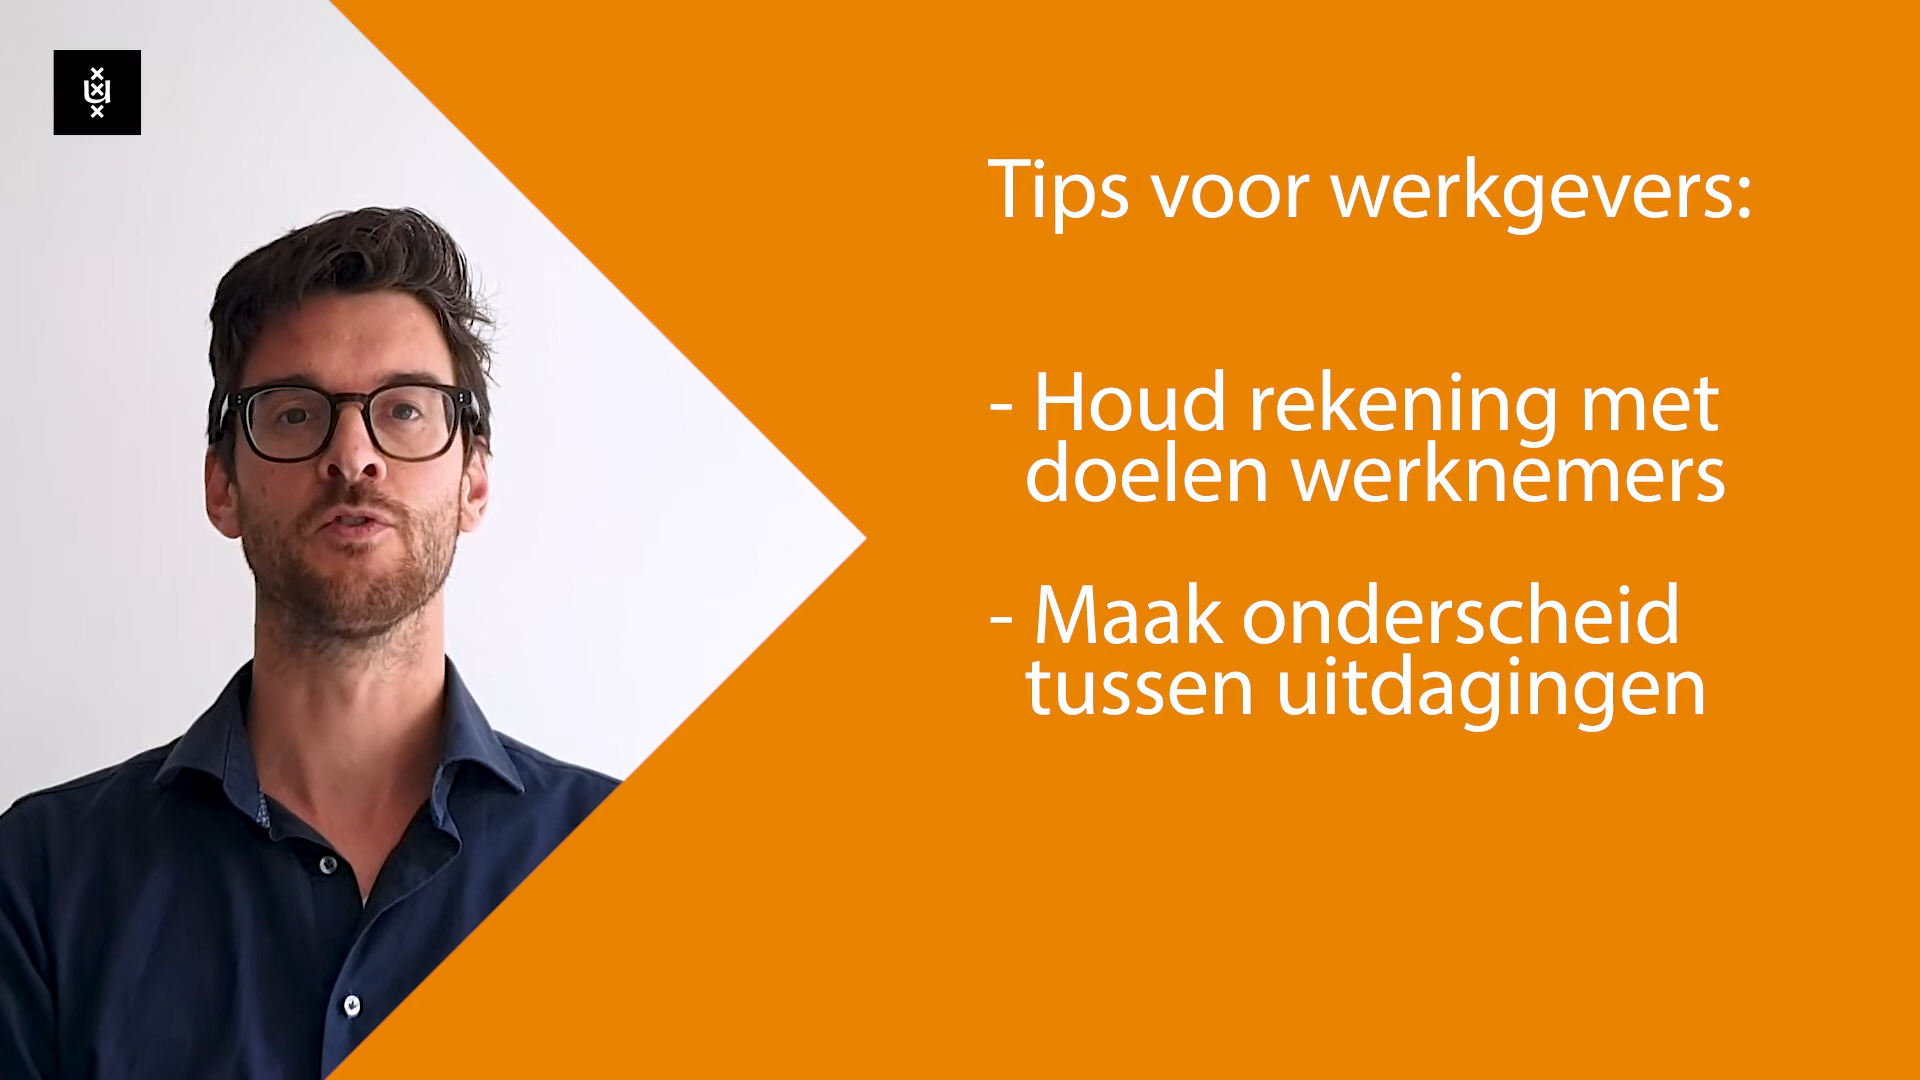 Tips voor werkgevers:
- Houd rekening met
doelen werknemers
- Maak onderscheid
tussen uitdagingen